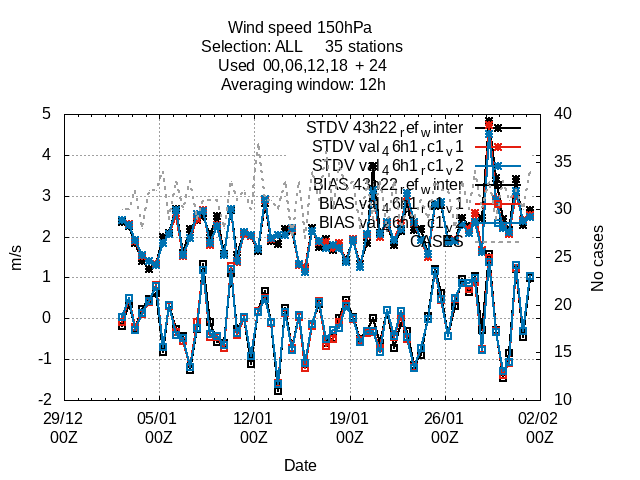 Wind speed 150hPa
Selection: ALL 35 stations
Used 00,06,12,18 + 24
Averaging window: 12h
5
4
3
2
1
0
-1
-2
m/s
40
35
30
25
20
15
10
No cases
STDV 43h22_ref_winter
STDV val_46h1_rc1_v1
STDV val_46h1_rc1_v2
BIAS 43h22_ref_winter
BIAS val_46h1_rc1_v1
BIAS val_46h1_rc1_v2
CASES
29/12 05/01 12/01 19/01 26/01 02/02
00Z 00Z 00Z 00Z 00Z 00Z
Date